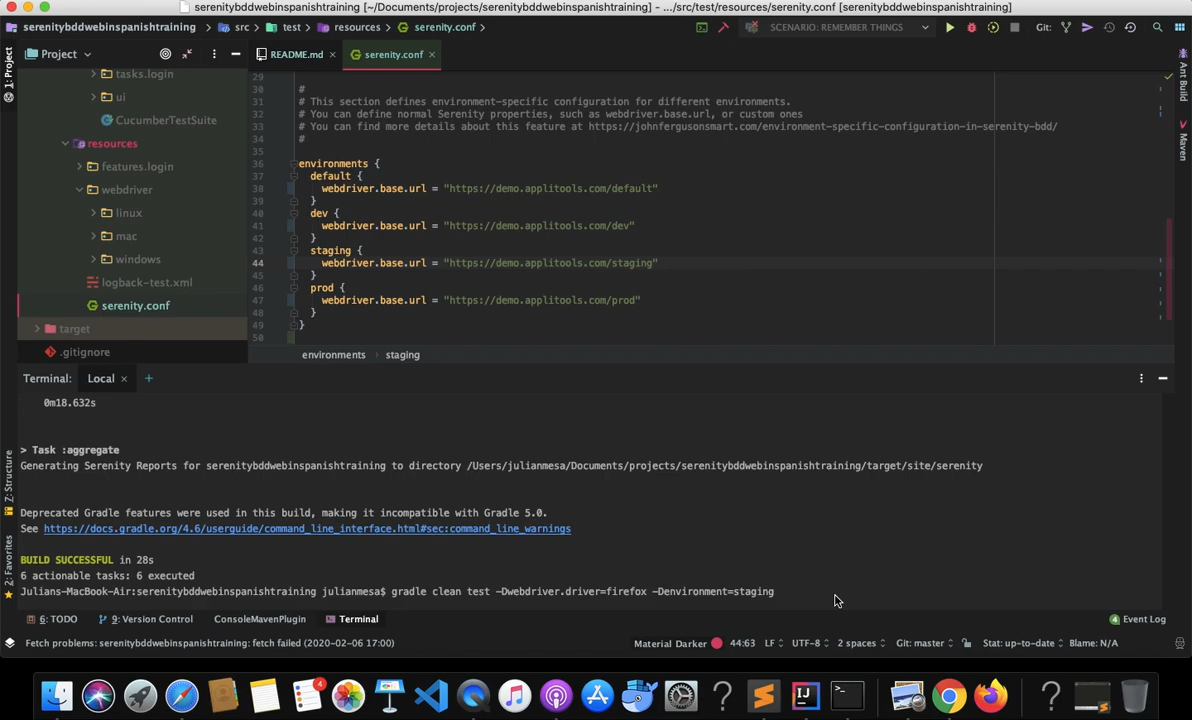 serenitybddwebinspanishtraining [~/Documents/projects/serenitybddwebinspanishtraining] - .../src/test/resources/serenity.conf [serenitybddwebinspanishtraining]
serenitybddwebinspanishtraining src test resources serenity.conf SCENARIO: REMEMBER THINGS Git:
1: Project
Project
README.md
serenity.conf
Ant Build
Maven
tasks.login
ui
CucumberTestSuite
resources
features.login
webdriver
linux
mac
windows
logback-test.xml
serenity.conf
target
.gitignore
29
30 #
31 # This section defines environment-specific configuration for different environments.
32 # You can define normal Serenity properties, such as webdriver.base.url, or custom ones
33 # You can find more details about this feature at https://johnfergusonsmart.com/environment-specific-configuration-in-serenity-bdd/
34 #
35
36 environments {
37 default {
38 webdriver.base.url = "https://demo.applitools.com/default"
39 }
40 dev {
41 webdriver.base.url = "https://demo.applitools.com/dev"
42 }
43 staging {
44 webdriver.base.url = "https://demo.applitools.com/staging"
45 }
46 prod {
47 webdriver.base.url = "https://demo.applitools.com/prod"
48 }
49 }
50
environments › staging
Terminal: Local × +
0m18.632s
> Task :aggregate
Generating Serenity Reports for serenitybddwebinspanishtraining to directory /Users/julianmesa/Documents/projects/serenitybddwebinspanishtraining/target/site/serenity
Deprecated Gradle features were used in this build, making it incompatible with Gradle 5.0.
See https://docs.gradle.org/4.6/userguide/command_line_interface.html#sec:command_line_warnings
BUILD SUCCESSFUL in 28s
6 actionable tasks: 6 executed
Julians-MacBook-Air:serenitybddwebinspanishtraining julianmesa$ gradle clean test -Dwebdriver.driver=firefox -Denvironment=staging
Z: Structure
2: Favorites
6: TODO 9: Version Control ConsoleMavenPlugin Terminal 4 Event Log
Fetch problems: serenitybddwebinspanishtraining: fetch failed (2020-02-06 17:00) Material Darker 44:63 LF UTF-8 2 spaces Git: master Stat: up-to-date Blame: N/A
4
? ?